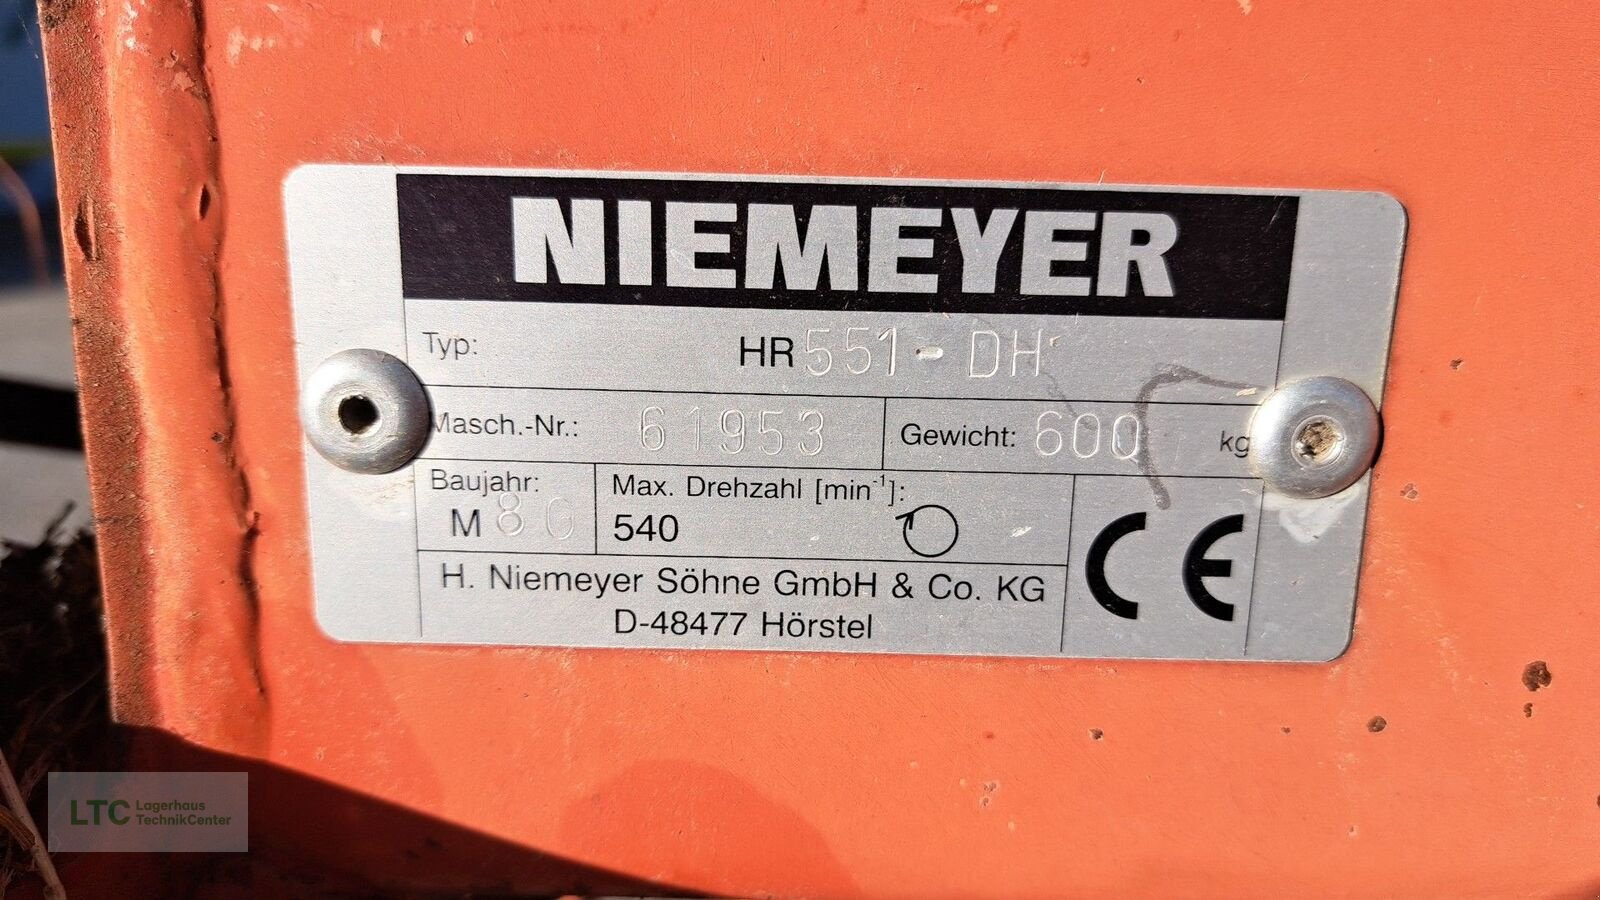 NIEMEYER
Typ: HR 551-DH
Masch.-Nr.: 61953 Gewicht: 600 kg
Baujahr: Max. Drehzahl [min⁻¹]:
M 80 540
H. Niemeyer Söhne GmbH & Co. KG
D-48477 Hörstel
CE
LTC Lagerhaus
TechnikCenter